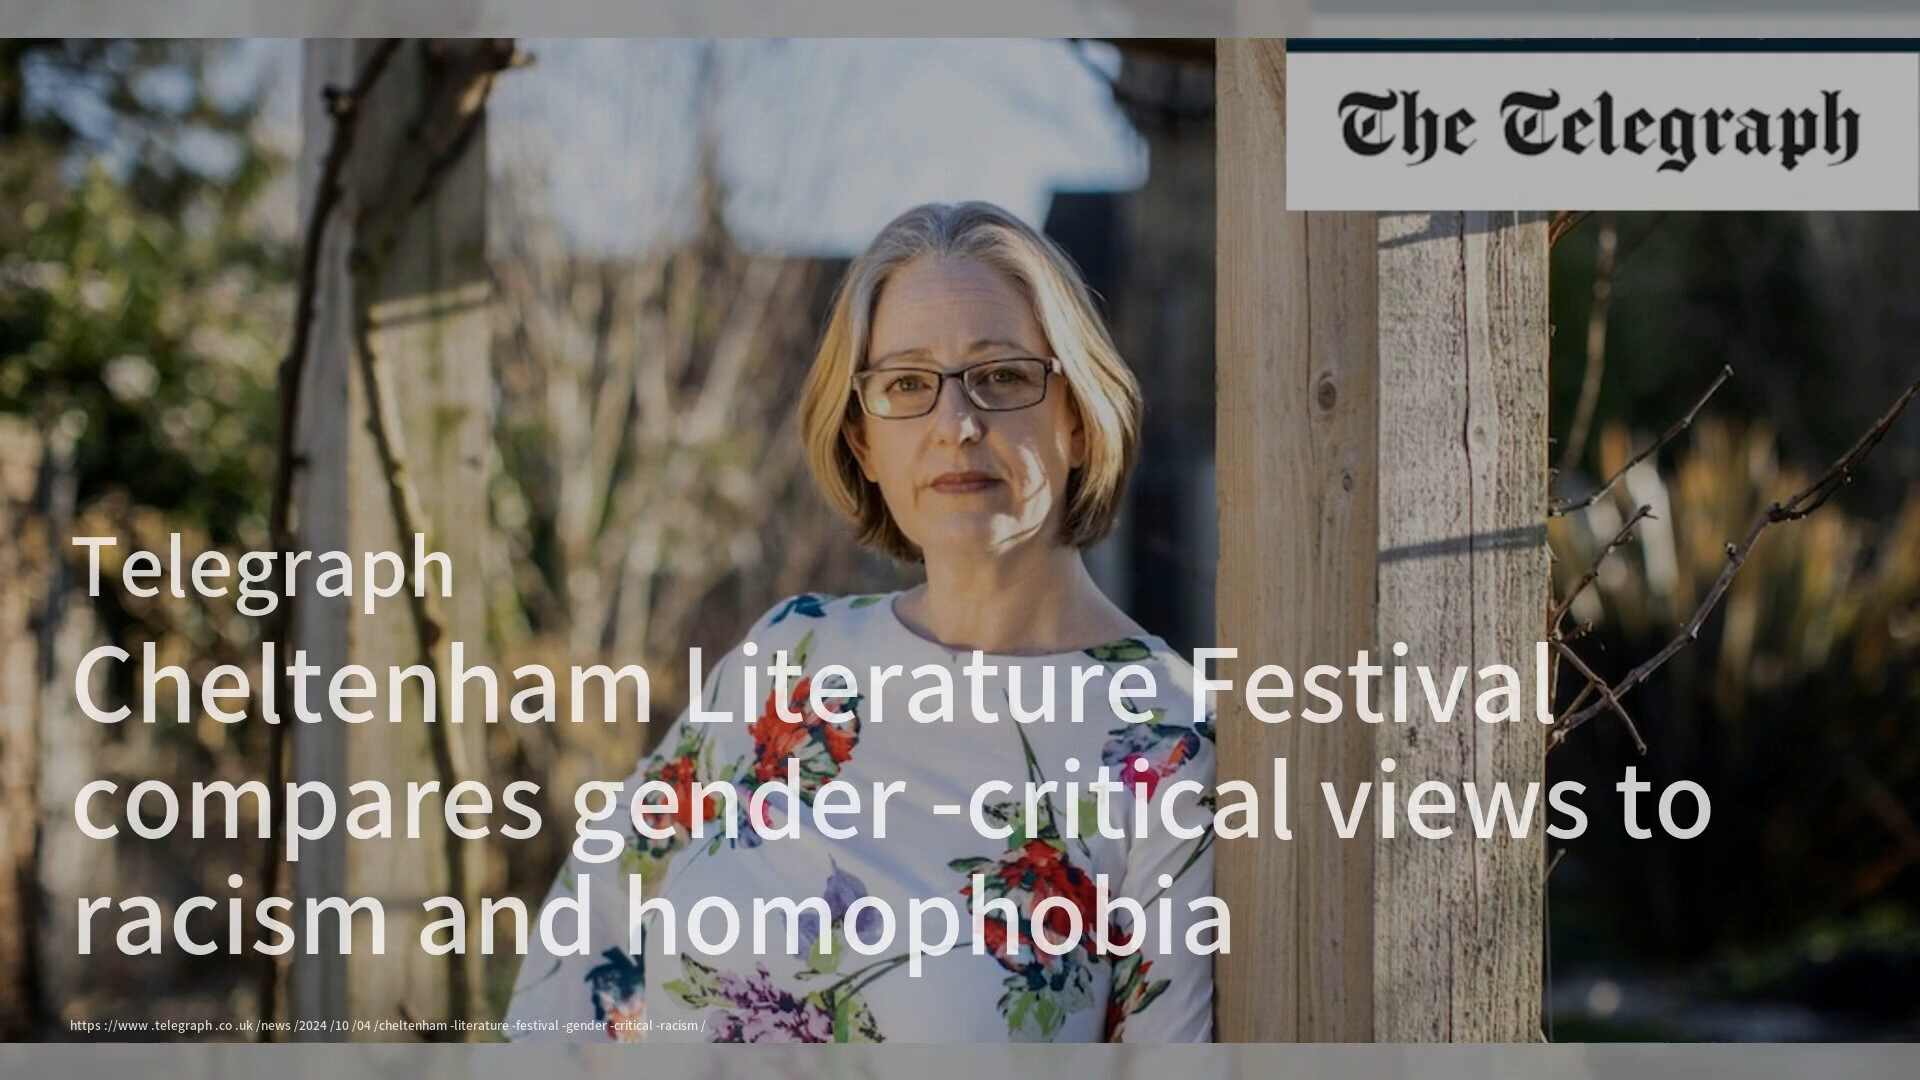 The Telegraph
Telegraph
Cheltenham Literature Festival
compares gender -critical views to
racism and homophobia
https ://www .telegraph .co .uk /news /2024 /10 /04 /cheltenham -literature -festival -gender -critical -racism /